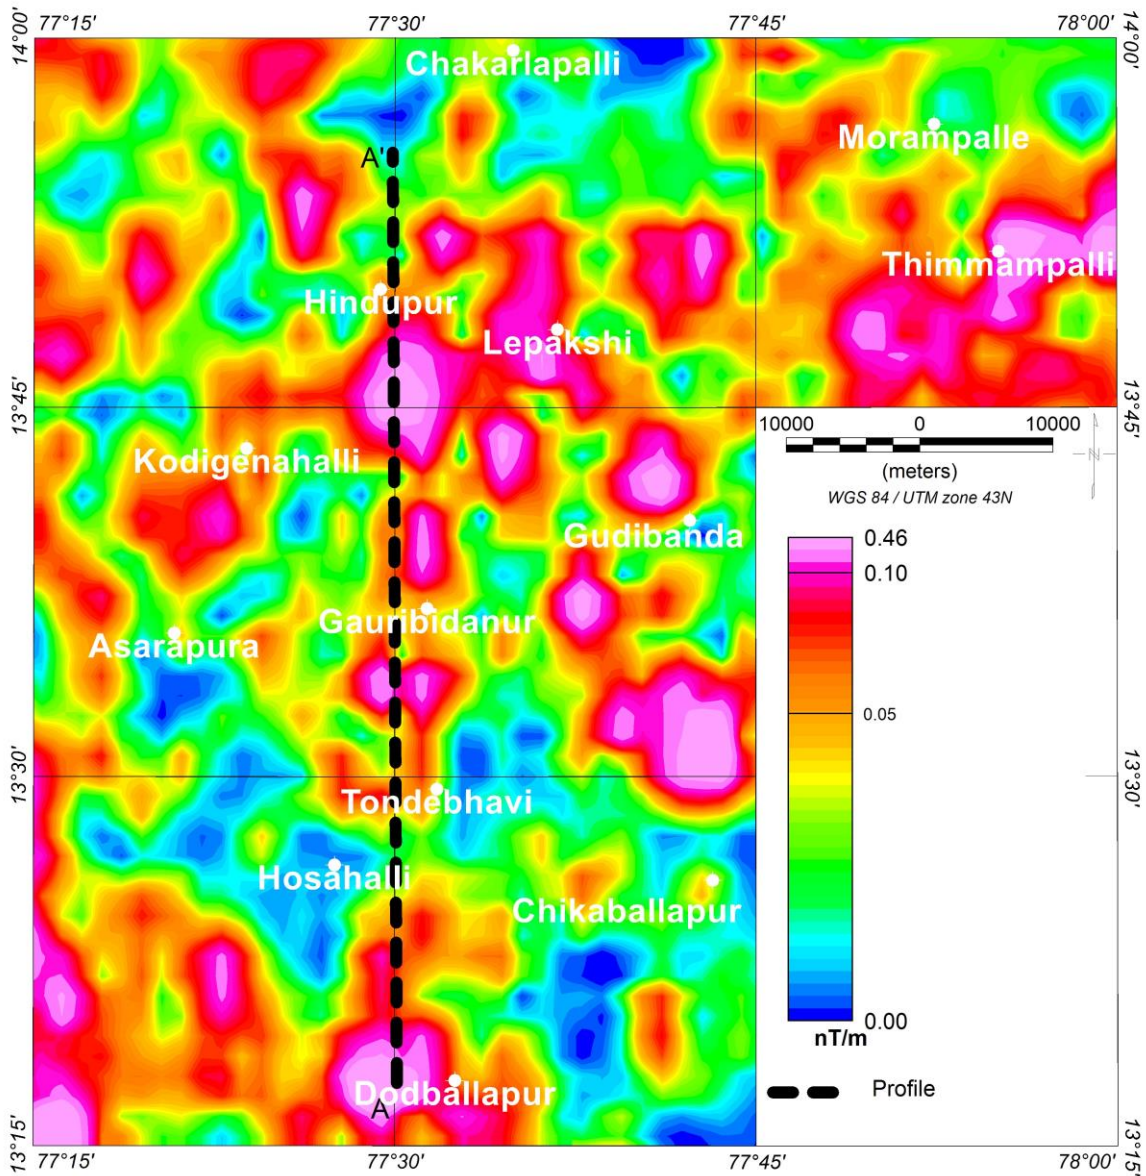 77°15' 77°30' 77°45' 78°00'
14°00' 14°00'
Chakarlapalli
Morampalle
A'
Thimmampalli
Hindupur
Lepakshi
13°45' 13°45'
10000 0 10000
(meters)
WGS 84 / UTM zone 43N
N
Kodigenahalli
Gudibanda
0.46
0.10
Gauribidanur
Asarapura
0.05
13°30' 13°30'
Tondebhavi
Hosahalli
Chikaballapur
0.00
nT/m
Dodballapur
A
Profile
13°15' 13°15'
77°15' 77°30' 77°45' 78°00'